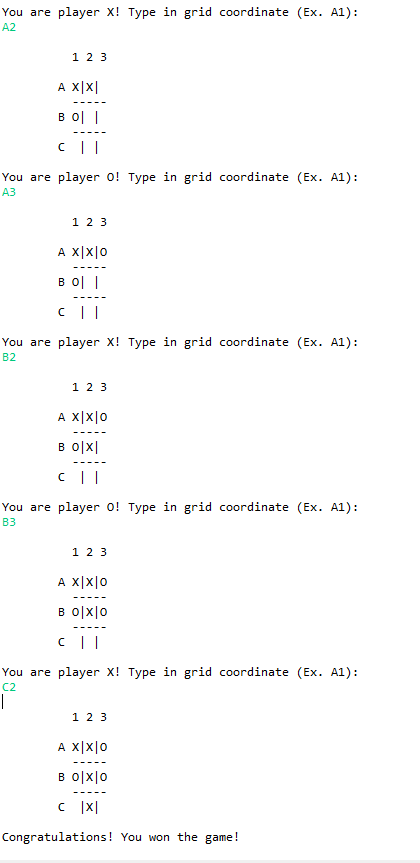 You are player X! Type in grid coordinate (Ex. A1):
A2
1 2 3
A X|X|
-----
B O| |
-----
C  | |
You are player O! Type in grid coordinate (Ex. A1):
A3
1 2 3
A X|X|O
-----
B O| |
-----
C  | |
You are player X! Type in grid coordinate (Ex. A1):
B2
1 2 3
A X|X|O
-----
B O|X|
-----
C  | |
You are player O! Type in grid coordinate (Ex. A1):
B3
1 2 3
A X|X|O
-----
B O|X|O
-----
C  | |
You are player X! Type in grid coordinate (Ex. A1):
C2
1 2 3
A X|X|O
-----
B O|X|O
-----
C  |X|
Congratulations! You won the game!